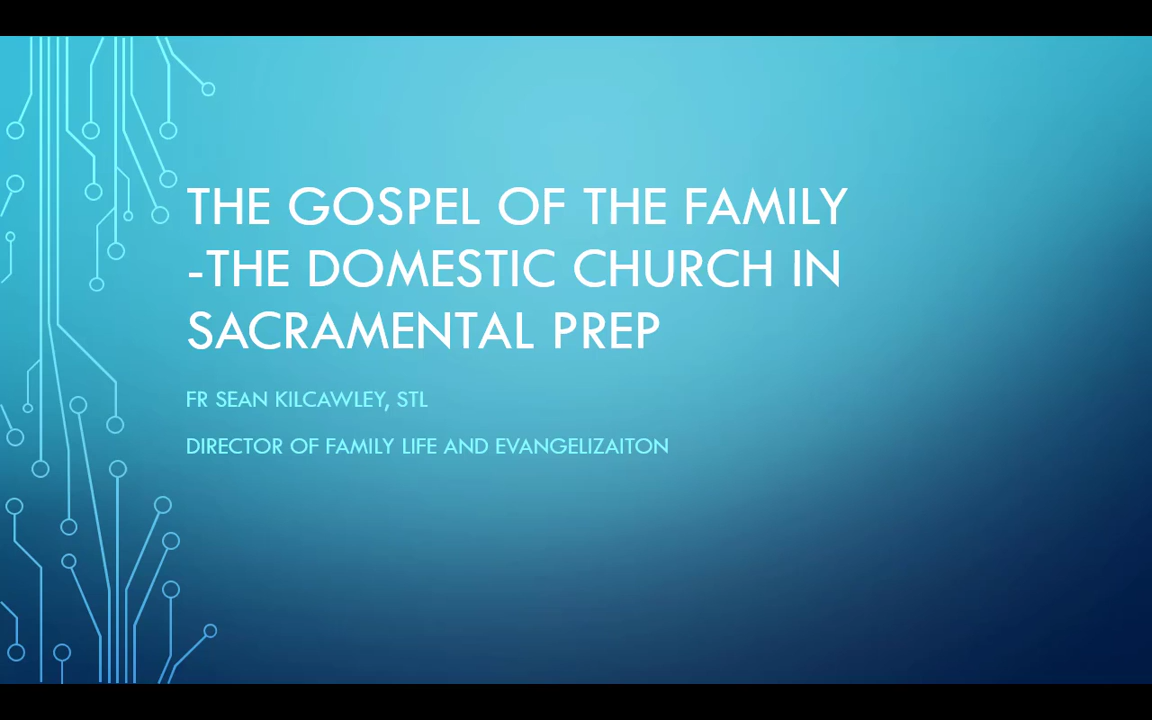 THE GOSPEL OF THE FAMILY
-THE DOMESTIC CHURCH IN
SACRAMENTAL PREP
FR SEAN KILCAWLEY, STL
DIRECTOR OF FAMILY LIFE AND EVANGELIZAITON